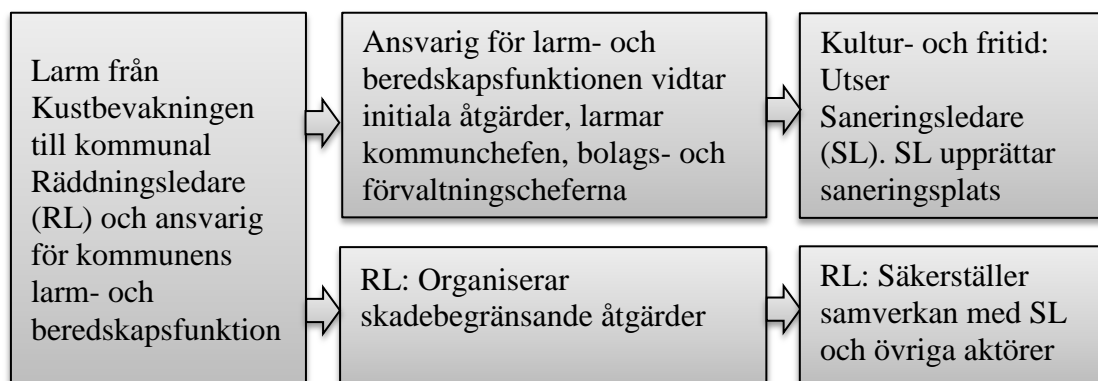 Larm från
Kustbevakningen
till kommunal
Räddningsledare
(RL) och ansvarig
för kommunens
larm- och
beredskapsfunktion
Ansvarig för larm- och
beredskapsfunktionen vidtar
initiala åtgärder, larmar
kommunchefen, bolags- och
förvaltningscheferna
Kultur- och fritid:
Utser
Saneringsledare
(SL). SL upprättar
saneringsplats
RL: Organiserar
skadebegränsande åtgärder
RL: Säkerställer
samverkan med SL
och övriga aktörer